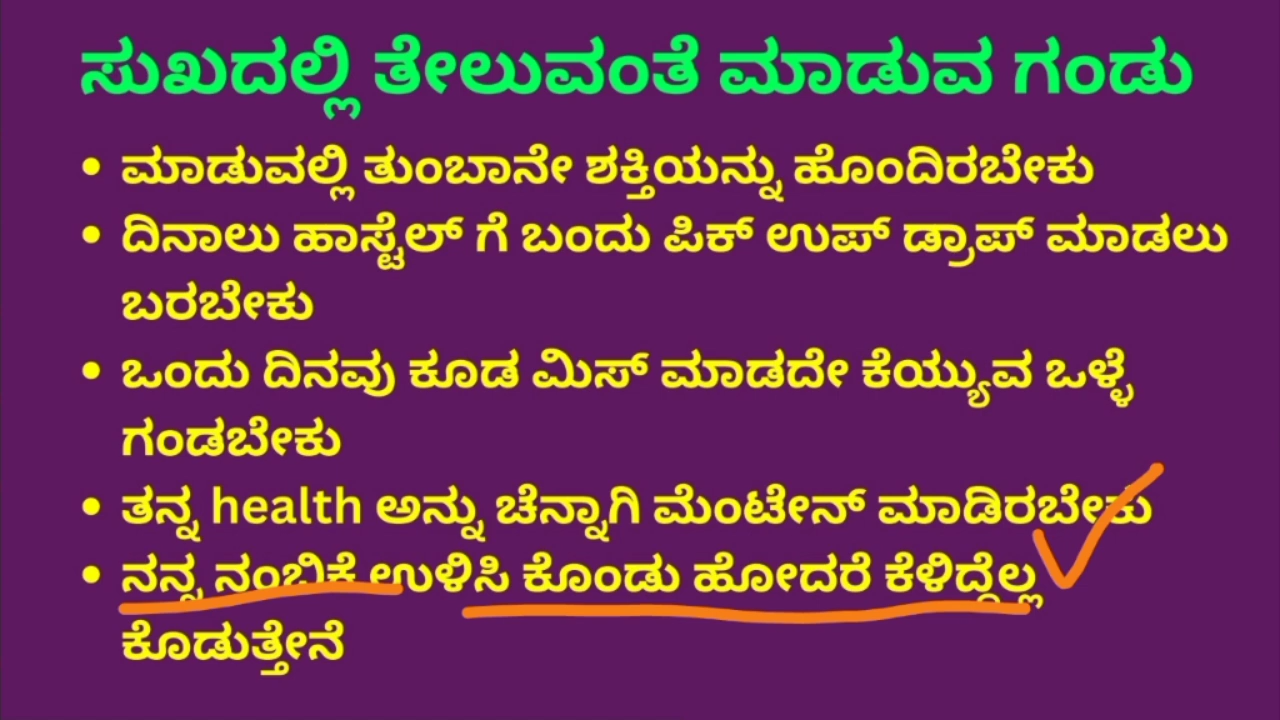 ಸುಖದಲ್ಲಿ ತೇಲುವಂತೆ ಮಾಡುವ ಗಂಡು
• ಮಾಡುವಲ್ಲಿ ತುಂಬಾನೇ ಶಕ್ತಿಯನ್ನು ಹೊಂದಿರಬೇಕು
• ದಿನಾಲು ಹಾಸ್ಟೆಲ್ ಗೆ ಬಂದು ಪಿಕ್ ಉಪ್ ಡ್ರಾಪ್ ಮಾಡಲು
ಬರಬೇಕು
• ಒಂದು ದಿನವು ಕೂಡ ಮಿಸ್ ಮಾಡದೇ ಕೆಯ್ಯುವ ಒಳ್ಳೆ
ಗಂಡಬೇಕು
• ತನ್ನ health ಅನ್ನು ಚೆನ್ನಾಗಿ ಮೆಂಟೇನ್ ಮಾಡಿರಬೇಕು
• ನನ್ನ ನಂಬಿಕೆ ಉಳಿಸಿ ಕೊಂಡು ಹೋದರೆ ಕೆಳಿದ್ದೆಲ್ಲ
ಕೊಡುತ್ತೇನೆ